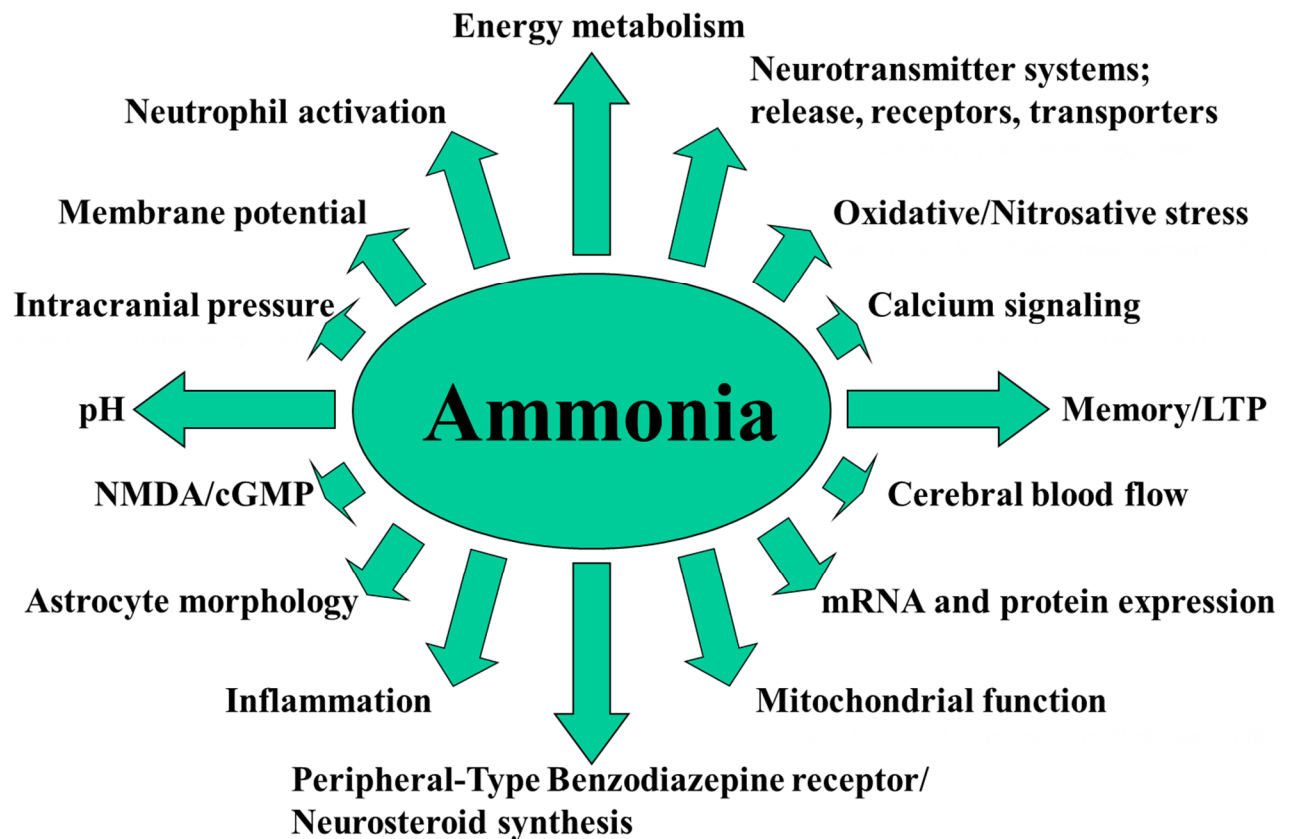 Energy metabolism
Neurotransmitter systems;
release, receptors, transporters
Neutrophil activation
Membrane potential
Oxidative/Nitrosative stress
Intracranial pressure
Calcium signaling
pH
Ammonia
Memory/LTP
NMDA/cGMP
Cerebral blood flow
Astrocyte morphology
mRNA and protein expression
Inflammation
Mitochondrial function
Peripheral-Type Benzodiazepine receptor/
Neurosteroid synthesis